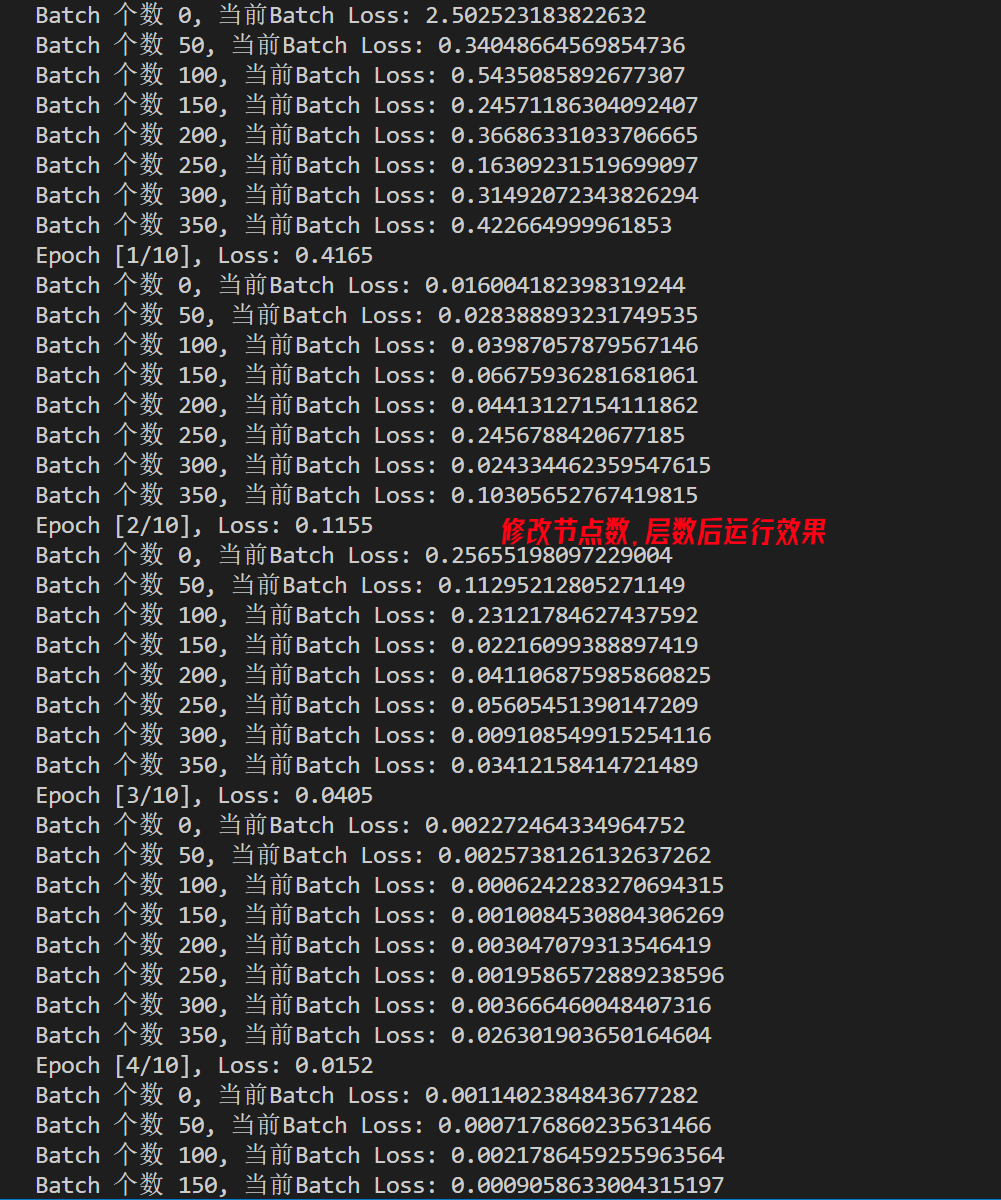 Batch 个数 0, 当前Batch Loss: 2.502523183822632
Batch 个数 50, 当前Batch Loss: 0.34048664569854736
Batch 个数 100, 当前Batch Loss: 0.5435085892677307
Batch 个数 150, 当前Batch Loss: 0.24571186304092407
Batch 个数 200, 当前Batch Loss: 0.36686331033706665
Batch 个数 250, 当前Batch Loss: 0.16309231519699097
Batch 个数 300, 当前Batch Loss: 0.31492072343826294
Batch 个数 350, 当前Batch Loss: 0.422664999961853
Epoch [1/10], Loss: 0.4165
Batch 个数 0, 当前Batch Loss: 0.016004182398319244
Batch 个数 50, 当前Batch Loss: 0.028388893231749535
Batch 个数 100, 当前Batch Loss: 0.03987057879567146
Batch 个数 150, 当前Batch Loss: 0.06675936281681061
Batch 个数 200, 当前Batch Loss: 0.04413127154111862
Batch 个数 250, 当前Batch Loss: 0.2456788420677185
Batch 个数 300, 当前Batch Loss: 0.024334462359547615
Batch 个数 350, 当前Batch Loss: 0.10305652767419815
Epoch [2/10], Loss: 0.1155
修改节点数,层数后运行效果
Batch 个数 0, 当前Batch Loss: 0.25655198097229004
Batch 个数 50, 当前Batch Loss: 0.11295212805271149
Batch 个数 100, 当前Batch Loss: 0.23121784627437592
Batch 个数 150, 当前Batch Loss: 0.02216099388897419
Batch 个数 200, 当前Batch Loss: 0.041106875985860825
Batch 个数 250, 当前Batch Loss: 0.05605451390147209
Batch 个数 300, 当前Batch Loss: 0.009108549915254116
Batch 个数 350, 当前Batch Loss: 0.03412158414721489
Epoch [3/10], Loss: 0.0405
Batch 个数 0, 当前Batch Loss: 0.002272464334964752
Batch 个数 50, 当前Batch Loss: 0.0025738126132637262
Batch 个数 100, 当前Batch Loss: 0.0006242283270694315
Batch 个数 150, 当前Batch Loss: 0.0010084530804306269
Batch 个数 200, 当前Batch Loss: 0.003047079313546419
Batch 个数 250, 当前Batch Loss: 0.0019586572889238596
Batch 个数 300, 当前Batch Loss: 0.003666460048407316
Batch 个数 350, 当前Batch Loss: 0.026301903650164604
Epoch [4/10], Loss: 0.0152
Batch 个数 0, 当前Batch Loss: 0.0011402384843677282
Batch 个数 50, 当前Batch Loss: 0.0007176860235631466
Batch 个数 100, 当前Batch Loss: 0.0021786459255963564
Batch 个数 150, 当前Batch Loss: 0.0009058633004315197